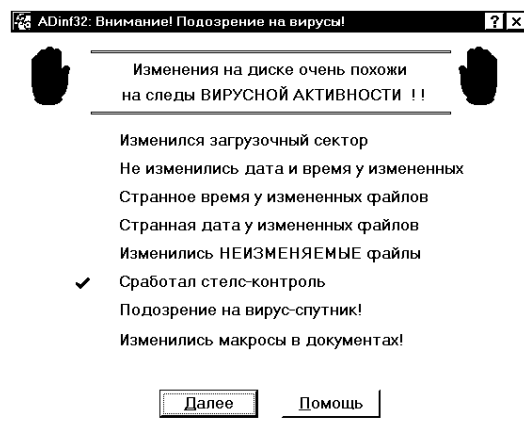 ADinf32: Внимание! Подозрение на вирусы!
Изменения на диске очень похожи
на следы ВИРУСНОЙ АКТИВНОСТИ !!
Изменился загрузочный сектор
Не изменились дата и время у измененных
Странное время у измененных файлов
Странная дата у измененных файлов
Изменились НЕИЗМЕНЯЕМЫЕ файлы
Сработал стелс-контроль
Подозрение на вирус-спутник!
Изменились макросы в документах!
Далее Помощь